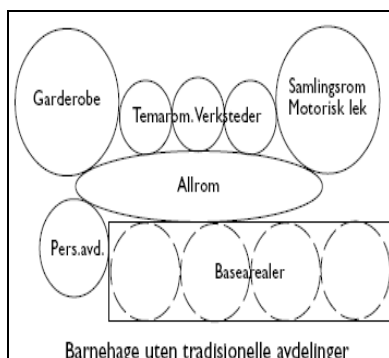 Garderobe
Samlingsrom
Motorisk lek
Temarom. Verksteder
Allrom
Pers.avd.
Basearealer
Barnehage uten tradisjonelle avdelinger